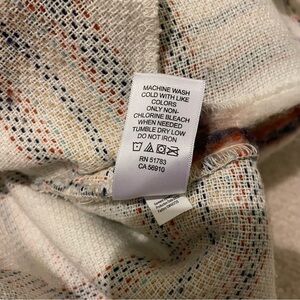 MACHINE WASH
COLD WITH LIKE
COLORS
ONLY NON-
CHLORINE BLEACH
WHEN NEEDED
TUMBLE DRY LOW
DO NOT IRON
RN 51783
CA 56910